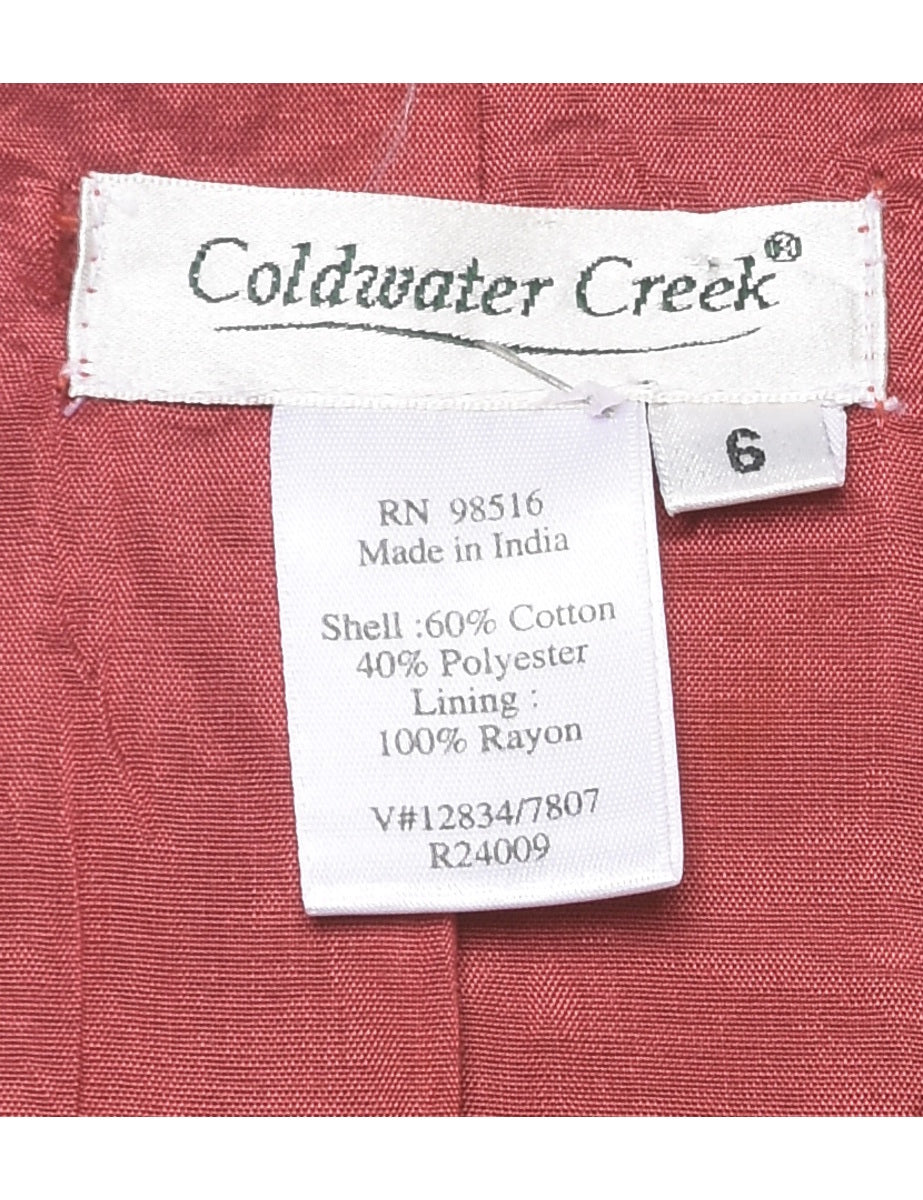 Coldwater Creek®
6
RN 98516
Made in India
Shell :60% Cotton
40% Polyester
Lining :
100% Rayon
V#12834/7807
R24009